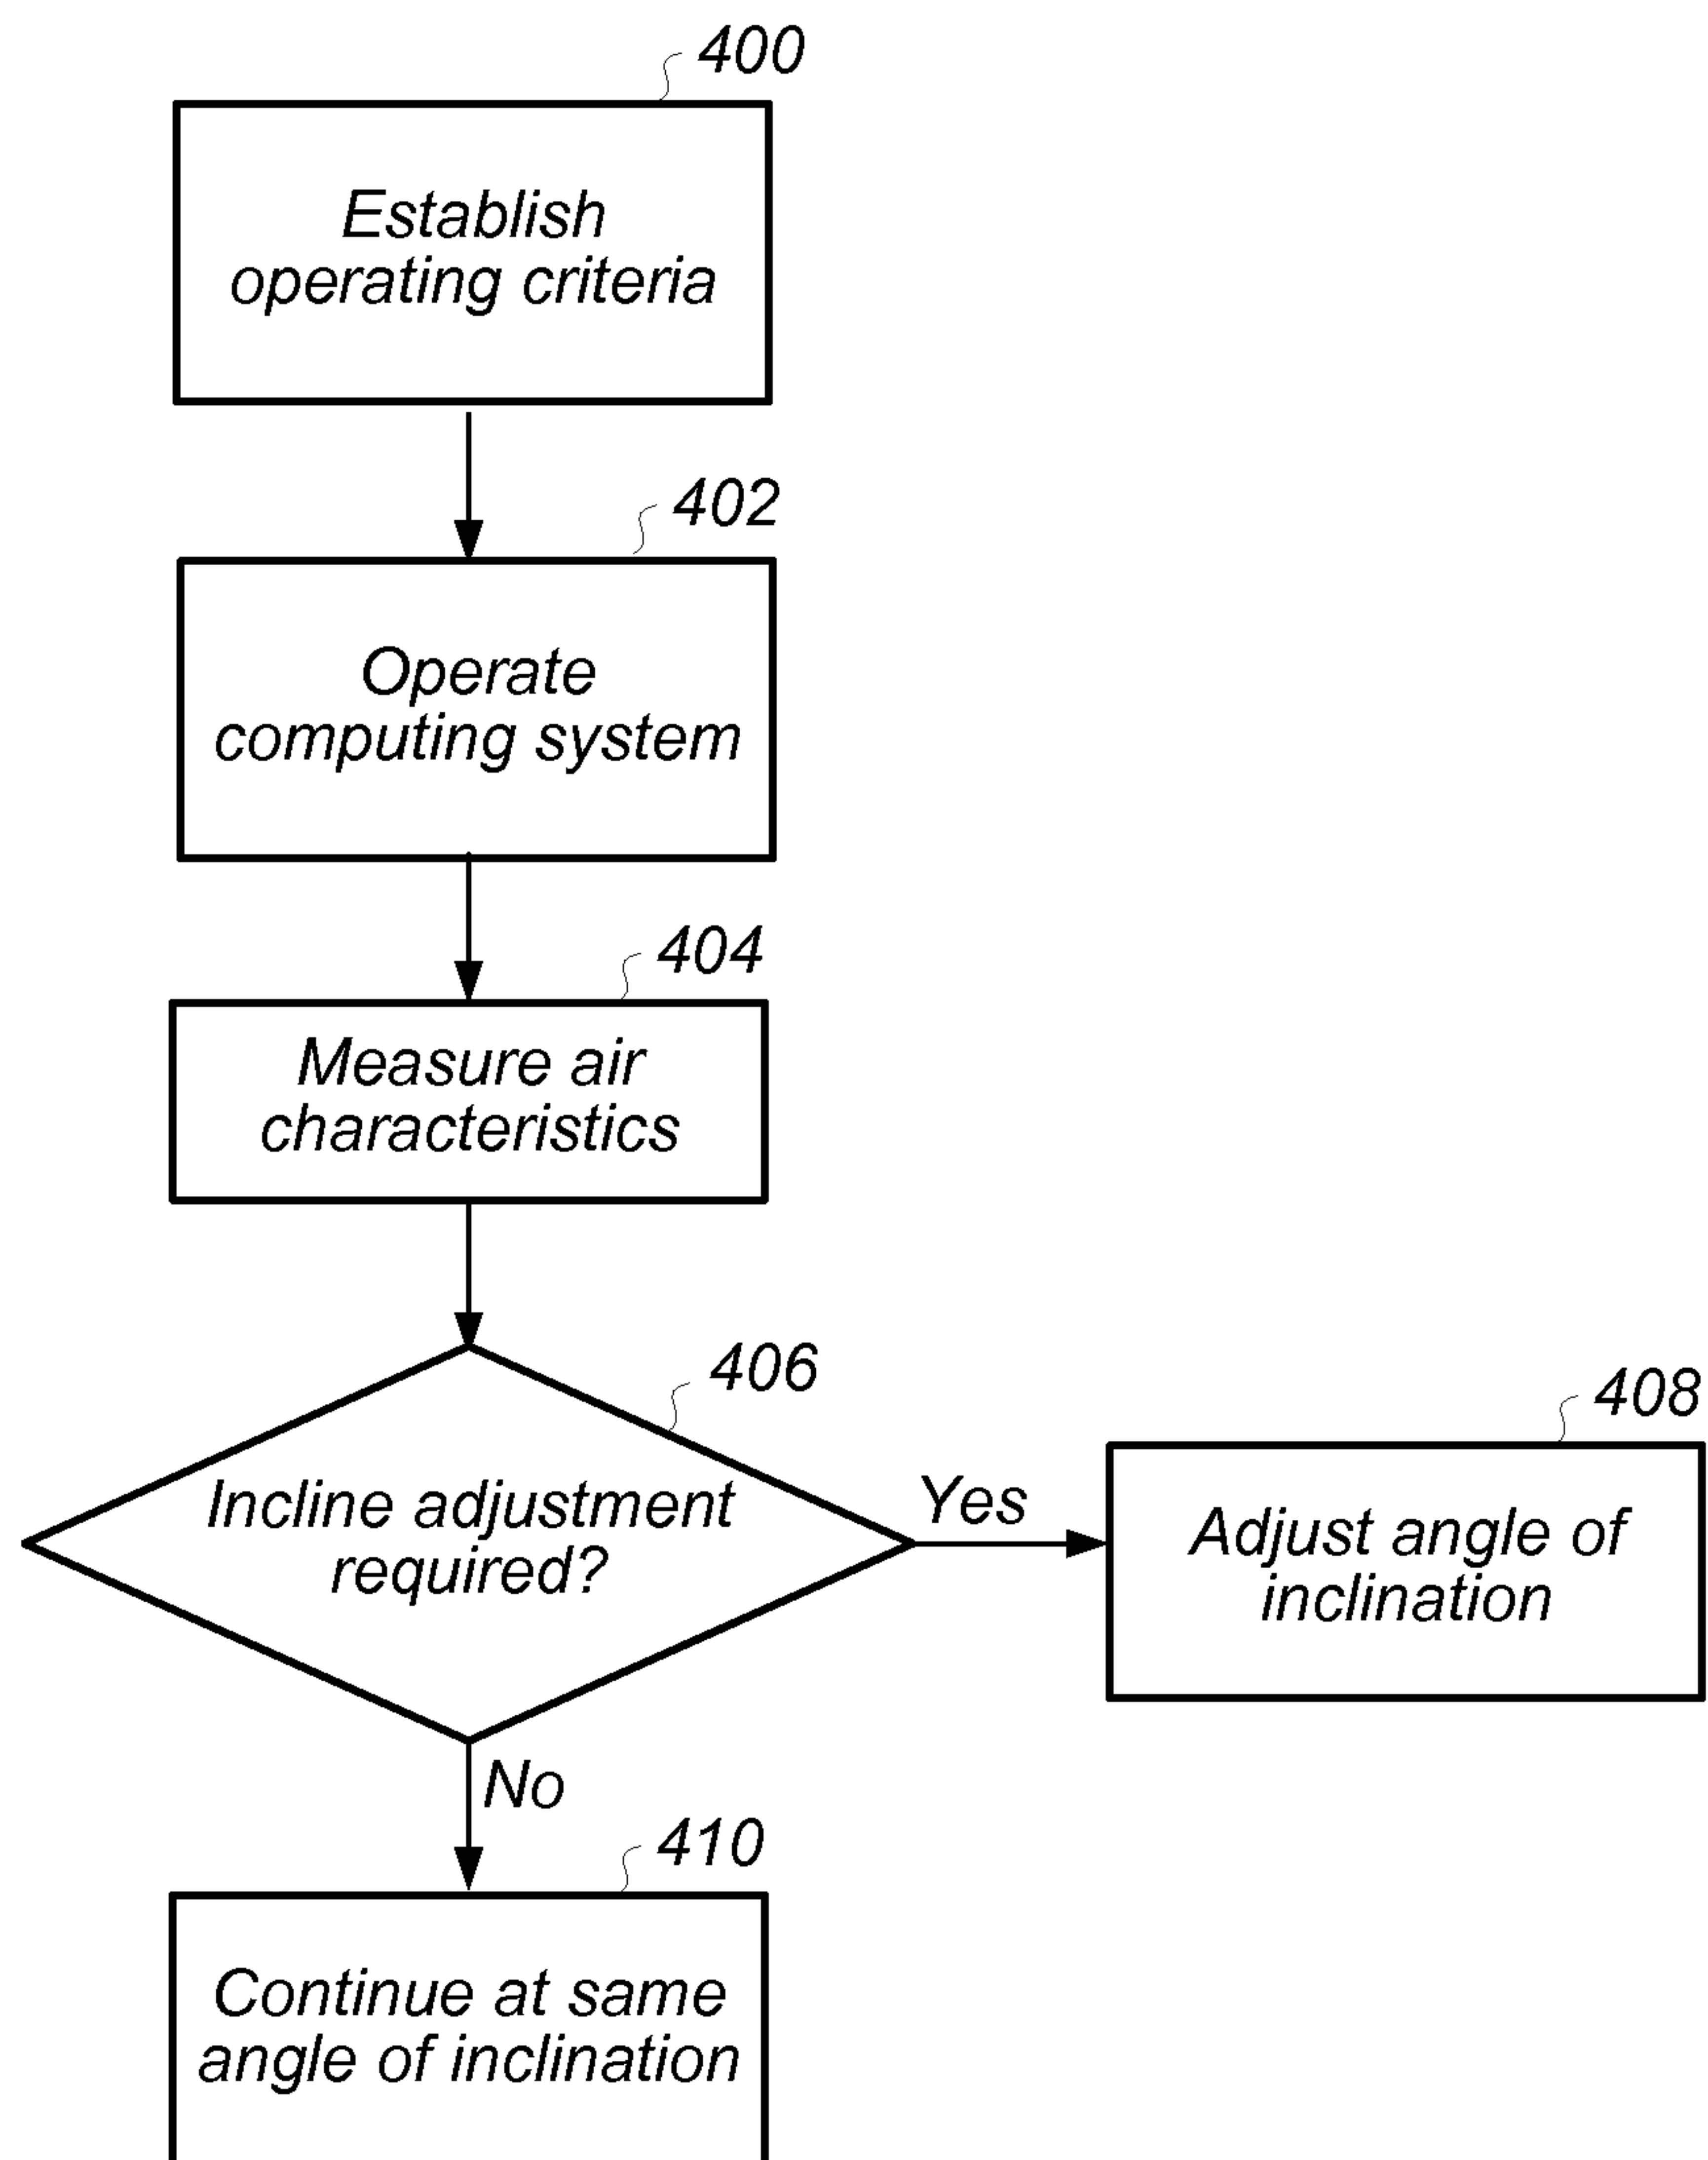 400
Establish
operating criteria
402
Operate
computing system
404
Measure air
characteristics
406
Incline adjustment
required?
Yes
408
Adjust angle of
inclination
No
410
Continue at same
angle of inclination